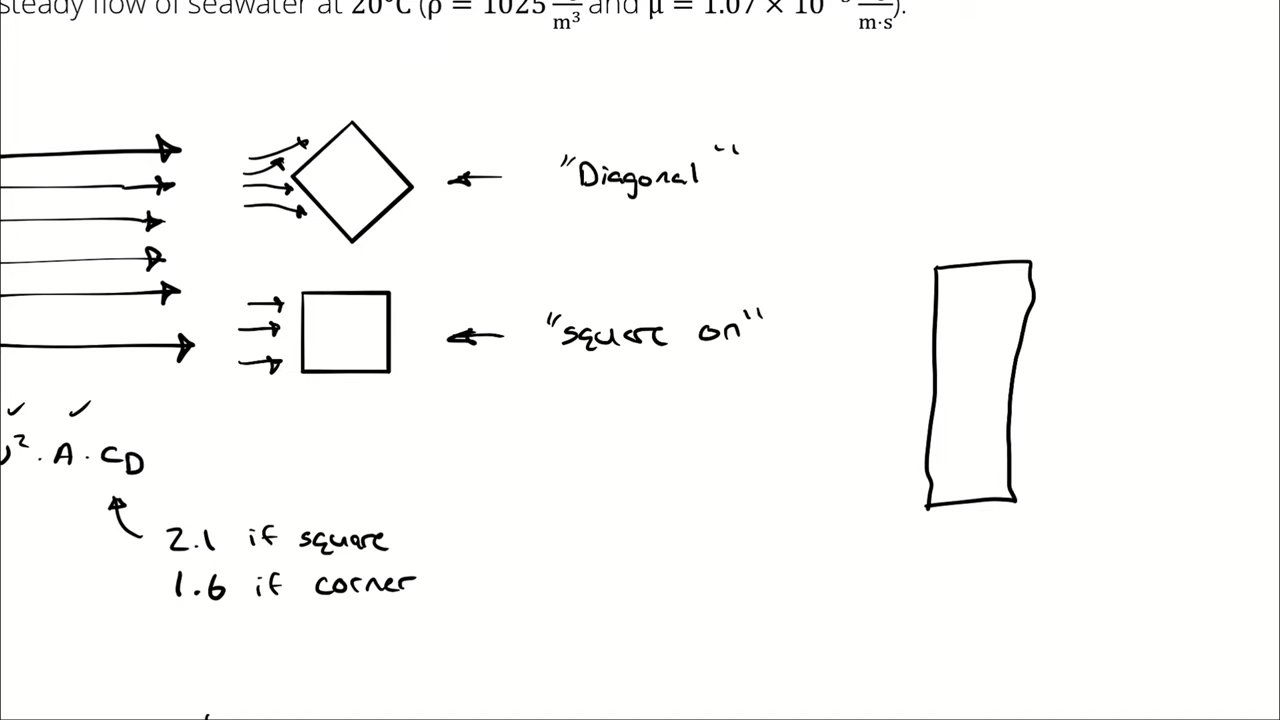 steady flow of seawater at 20°C (ρ = 1025 /m³ and μ = 1.07 × 10 /m·s).
"Diagonal"
"square on"
² · A · CD
2.1 if square
1.6 if corner